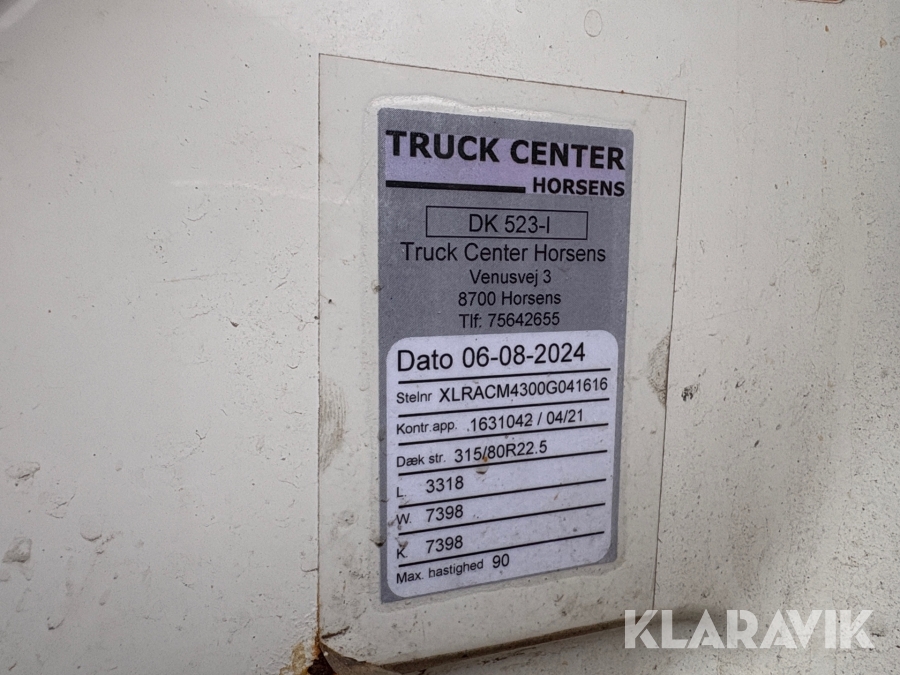 TRUCK CENTER
HORSENS
DK 523-I
Truck Center Horsens
Venusvej 3
8700 Horsens
Tlf: 75642655
Dato 06-08-2024
Stelnr XLRACM4300G041616
Kontr.app. 1631042 / 04/21
Dæk str. 315/80R22.5
L. 3318
W. 7398
K. 7398
Max. hastighed 90
KLARAVIK